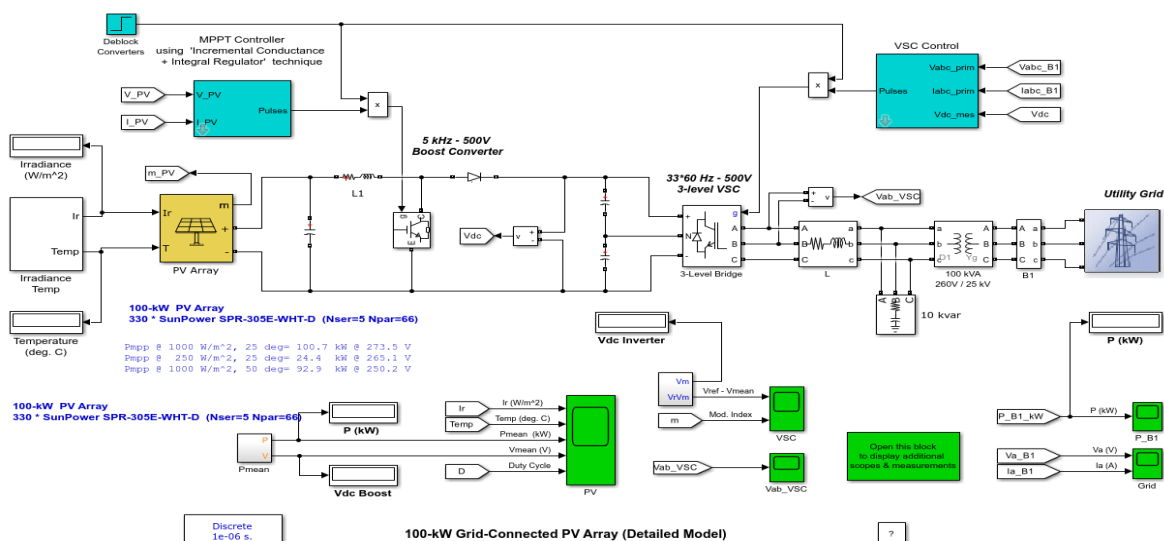 Deblock
Converters
MPPT Controller
using 'Incremental Conductance
+ Integral Regulator' technique
V_PV
I_PV
V_PV
I_PV
Pulses
x
5 kHz - 500V
Boost Converter
VSC Control
Vabc_prim
Iabc_prim
Vdc_mes
Pulses
Vabc_B1
Iabc_B1
Vdc
x
Irradiance
(W/m^2)
m_PV
Ir
Temp
Irradiance
Temp
Ir
T
m
+
-
PV Array
Temperature
(deg. C)
L1
g
C
E
Vdc
v
+
-
33*60 Hz - 500V
3-level VSC
+
N
-
g
A
B
C
3-Level Bridge
+
-
v
Vab_VSC
A
B
C
a
b
c
L
A
B
C
10 kvar
a
b
c
D1
Yg
A
B
C
100 kVA
260V / 25 kV
A
B
C
a
b
c
B1
Utility Grid
100-kW PV Array
330 * SunPower SPR-305E-WHT-D (Nser=5 Npar=66)
Pmpp @ 1000 W/m^2, 25 deg= 100.7 kW @ 273.5 V
Pmpp @ 250 W/m^2, 25 deg= 24.4 kW @ 265.1 V
Pmpp @ 1000 W/m^2, 50 deg= 92.9 kW @ 250.2 V
100-kW PV Array
330 * SunPower SPR-305E-WHT-D (Nser=5 Npar=66)
P (kW)
P
V
Pmean
Vdc Boost
Ir
Temp
D
Ir (W/m^2)
Temp (deg. C)
Pmean (kW)
Vmean (V)
Duty Cycle
PV
Vdc Inverter
Vm
VrVm
Vref - Vmean
m
Mod. Index
VSC
Vab_VSC
Vab_VSC
Open this block
to display additional
scopes & measurements
P (kW)
P_B1_kW
P (kW)
P_B1
Va_B1
Ia_B1
Va (V)
Ia (A)
Grid
Discrete
1e-06 s.
100-kW Grid-Connected PV Array (Detailed Model)
?